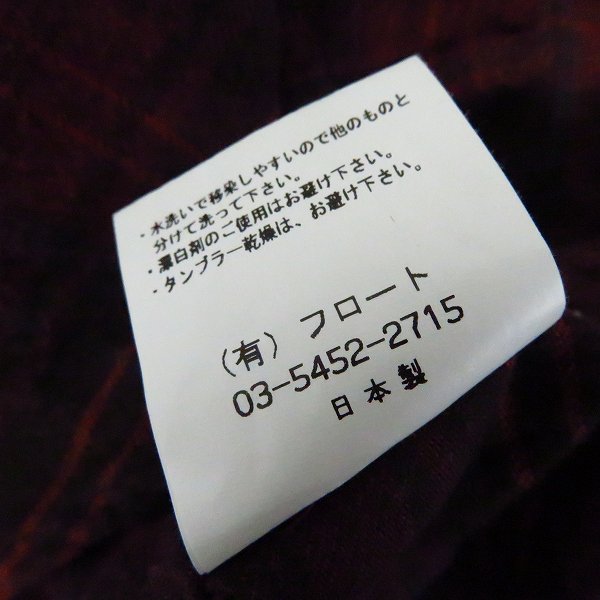 ・水洗いで移染しやすいので他のものと
分けて洗って下さい。
・漂白剤のご使用はお避け下さい。
・タンブラー乾燥は、お避け下さい。
(有) フロート
03-5452-2715
日本製